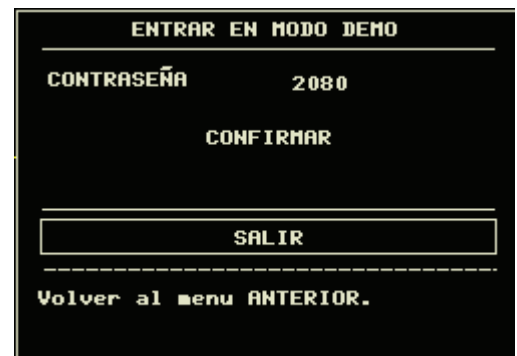 ENTRAR EN MODO DEMO
CONTRASEÑA 2080
CONFIRMAR
SALIR
Volver al menu ANTERIOR.